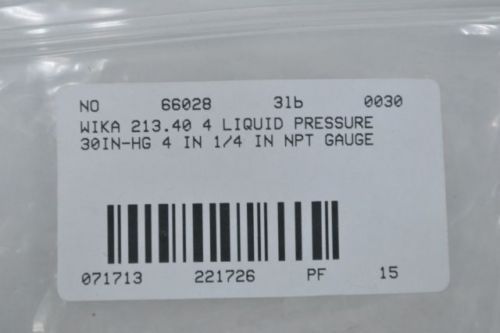 NO 66028 3lb 0030
WIKA 213.40 4 LIQUID PRESSURE
30IN-HG 4 IN 1/4 IN NPT GAUGE
071713 221726 PF 15